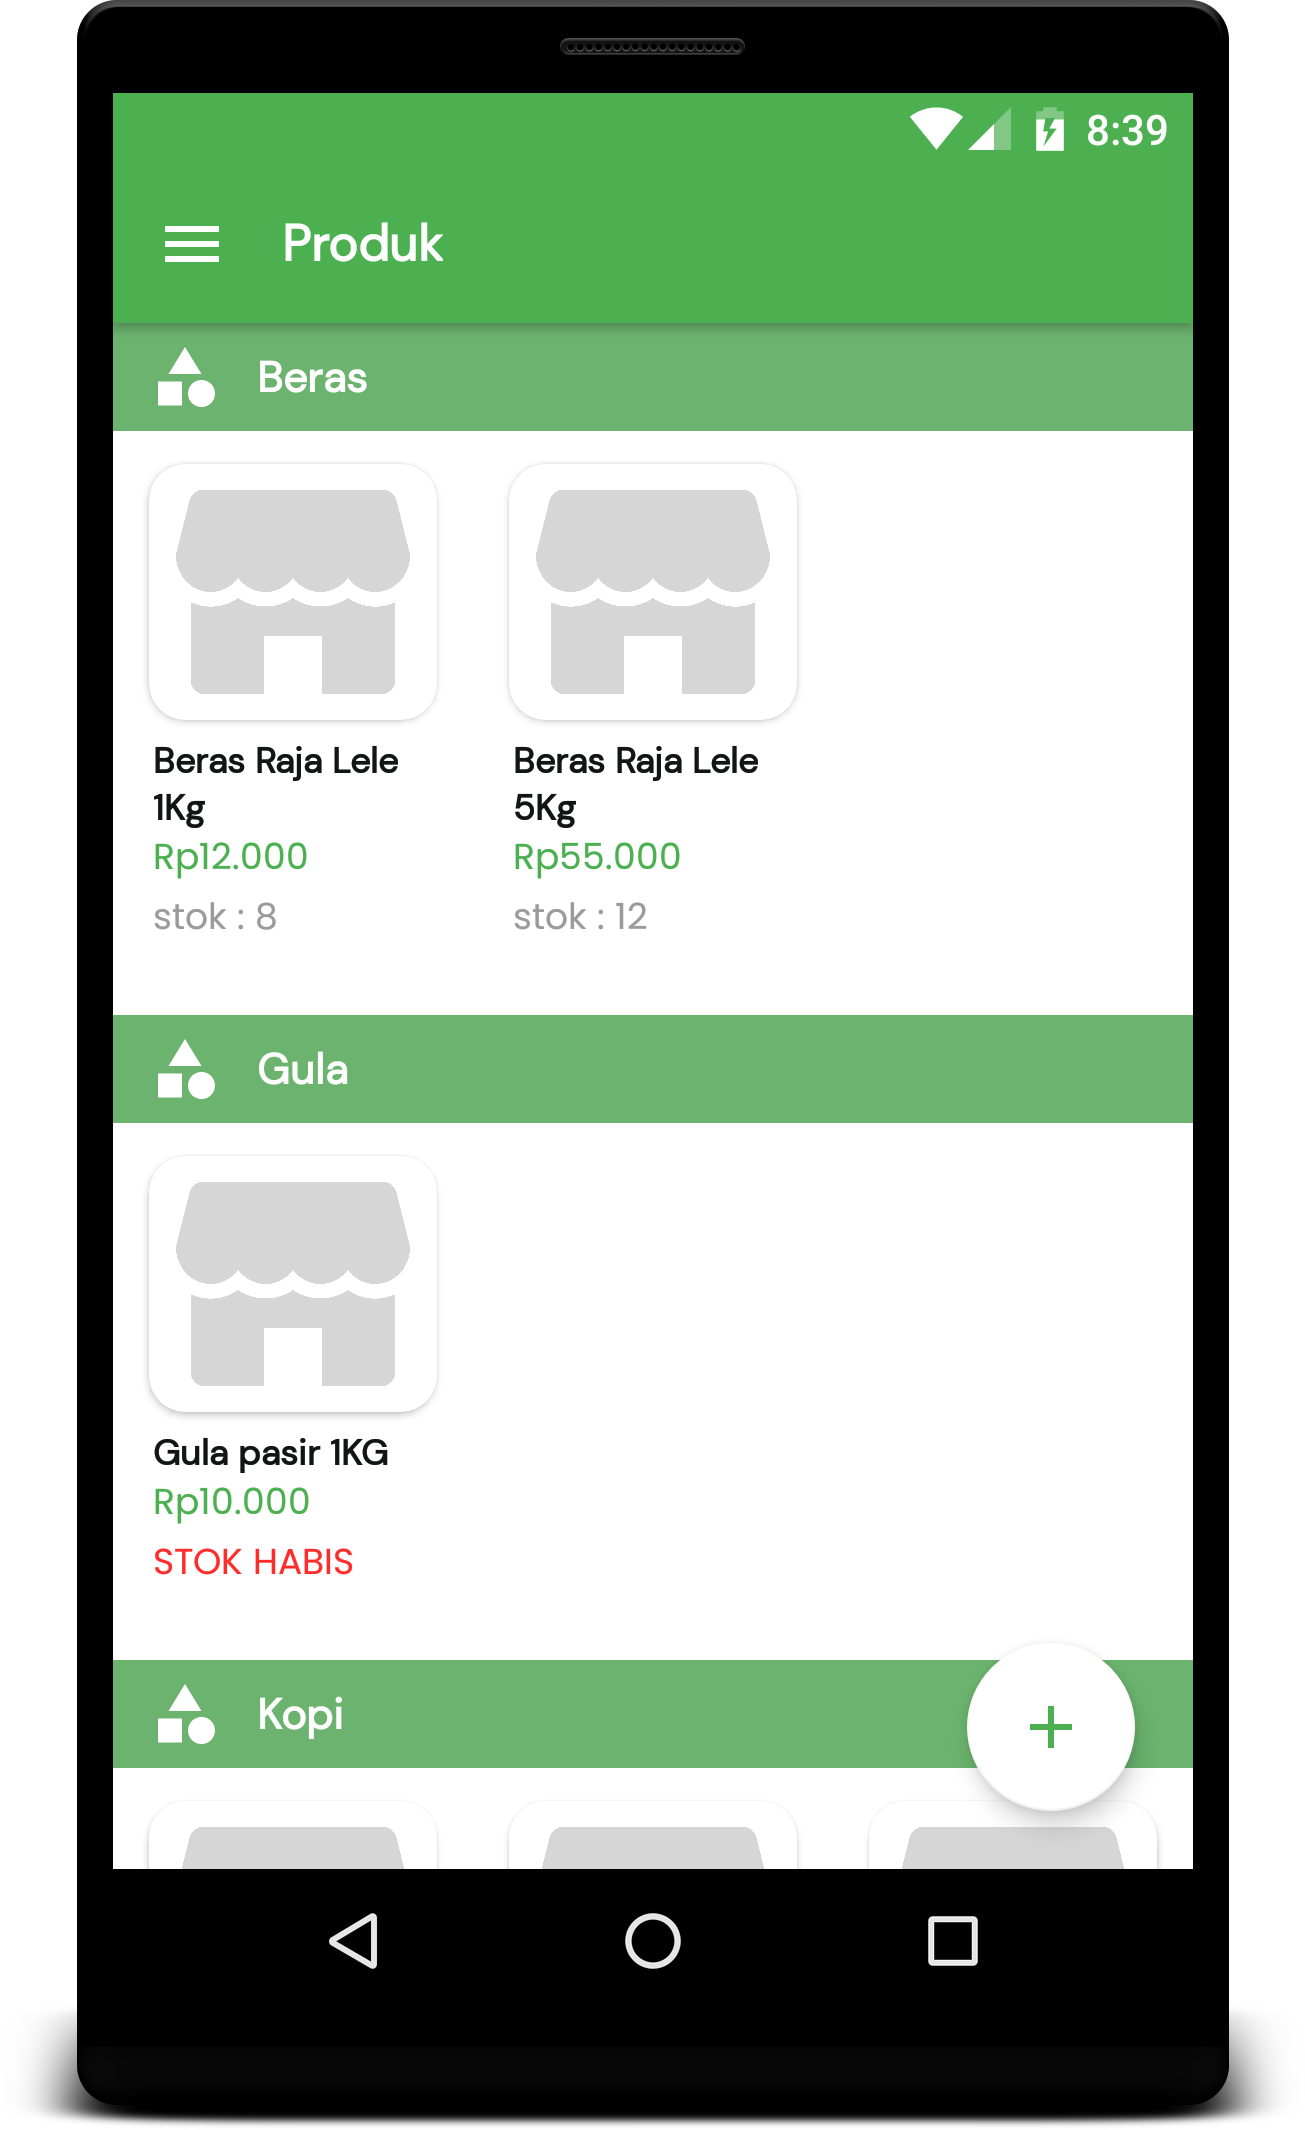 8:39
Produk
Beras
Beras Raja Lele
1Kg
Rp12.000
stok : 8
Beras Raja Lele
5Kg
Rp55.000
stok : 12
Gula
Gula pasir 1KG
Rp10.000
STOK HABIS
Kopi